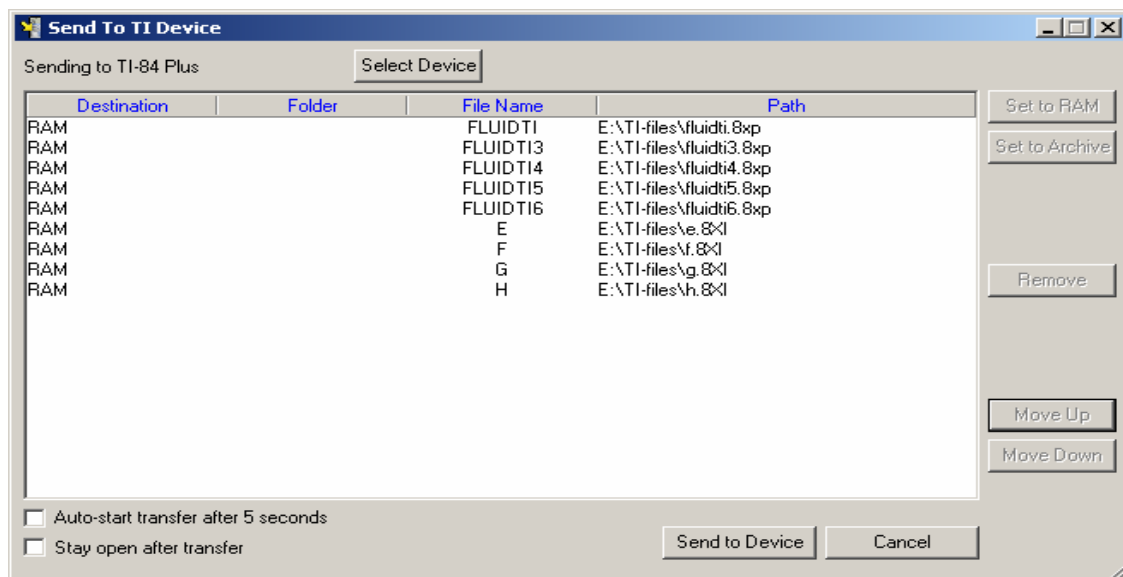 Send To TI Device
Sending to TI-84 Plus Select Device
Destination Folder File Name Path Set to RAM
RAM FLUIDTI E:\TI-files\fluidti.8xp
RAM FLUIDTI3 E:\TI-files\fluidti3.8xp Set to Archive
RAM FLUIDTI4 E:\TI-files\fluidti4.8xp
RAM FLUIDTI5 E:\TI-files\fluidti5.8xp
RAM FLUIDTI6 E:\TI-files\fluidti6.8xp
RAM E E:\TI-files\e.8XI
RAM F E:\TI-files\f.8XI
RAM G E:\TI-files\g.8XI
RAM H E:\TI-files\h.8XI
Remove
Move Up
Move Down
Auto-start transfer after 5 seconds
Stay open after transfer Send to Device Cancel